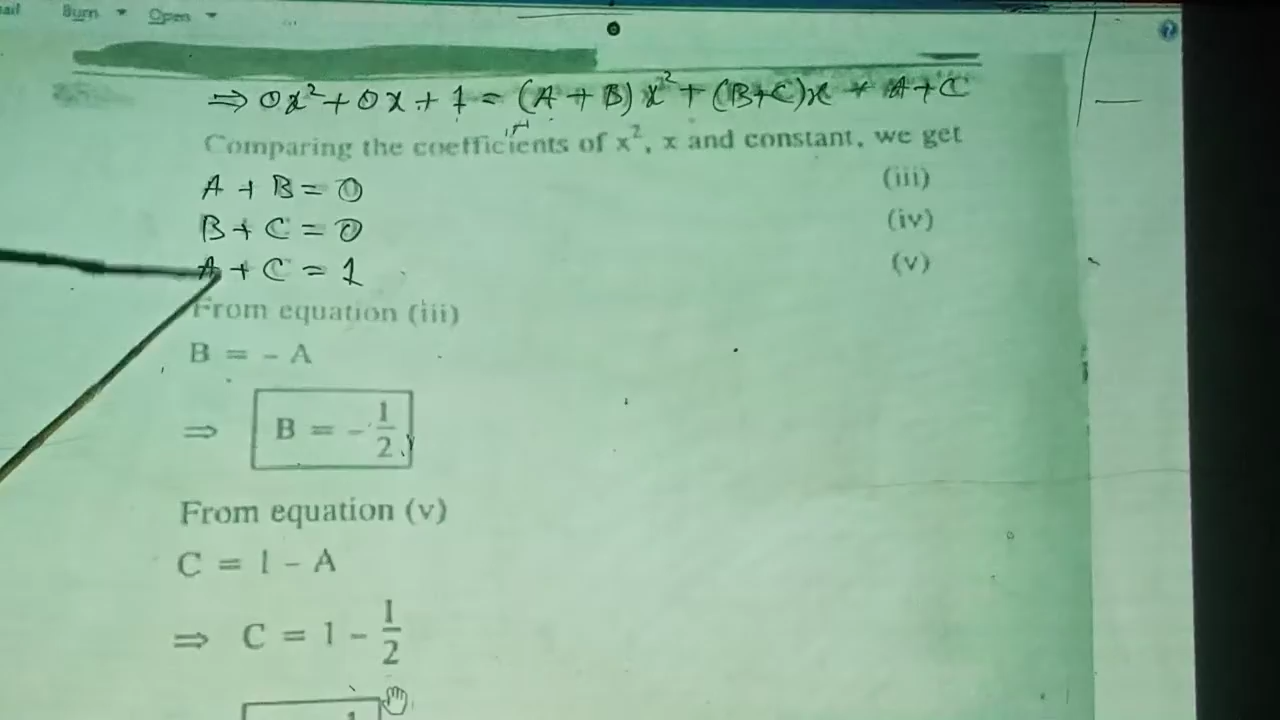 Burn Open
⇒ 0x² + 0x + 1 = (A + B) x² + (B+C)x + A+C
Comparing the coefficients of x², x and constant, we get
A + B = 0 (iii)
B + C = 0 (iv)
A + C = 1 (v)
From equation (iii)
B = - A
⇒ B = - 1/2
From equation (v)
C = 1 - A
⇒ C = 1 - 1/2